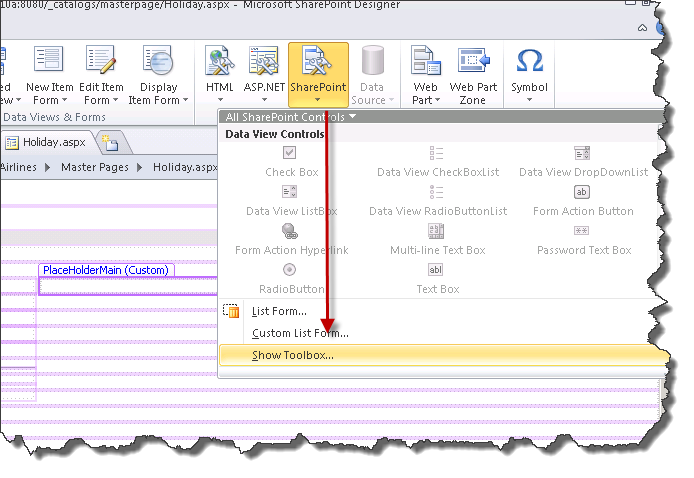 10a:8080/_catalogs/masterpage/Holiday.aspx - Microsoft SharePoint Designer
New Item Form
Edit Item Form
Display Item Form
HTML
ASP.NET
SharePoint
Data Source
Web Part
Web Part Zone
Symbol
Data Views & Forms
All SharePoint Controls
Holiday.aspx
Data View Controls
Airlines Master Pages Holiday.aspx
Check Box Data View CheckBoxList Data View DropDownList
Data View ListBox Data View RadioButtonList Form Action Button
Form Action Hyperlink Multi-line Text Box Password Text Box
PlaceHolderMain (Custom)
RadioButton Text Box
List Form...
Custom List Form...
Show Toolbox...